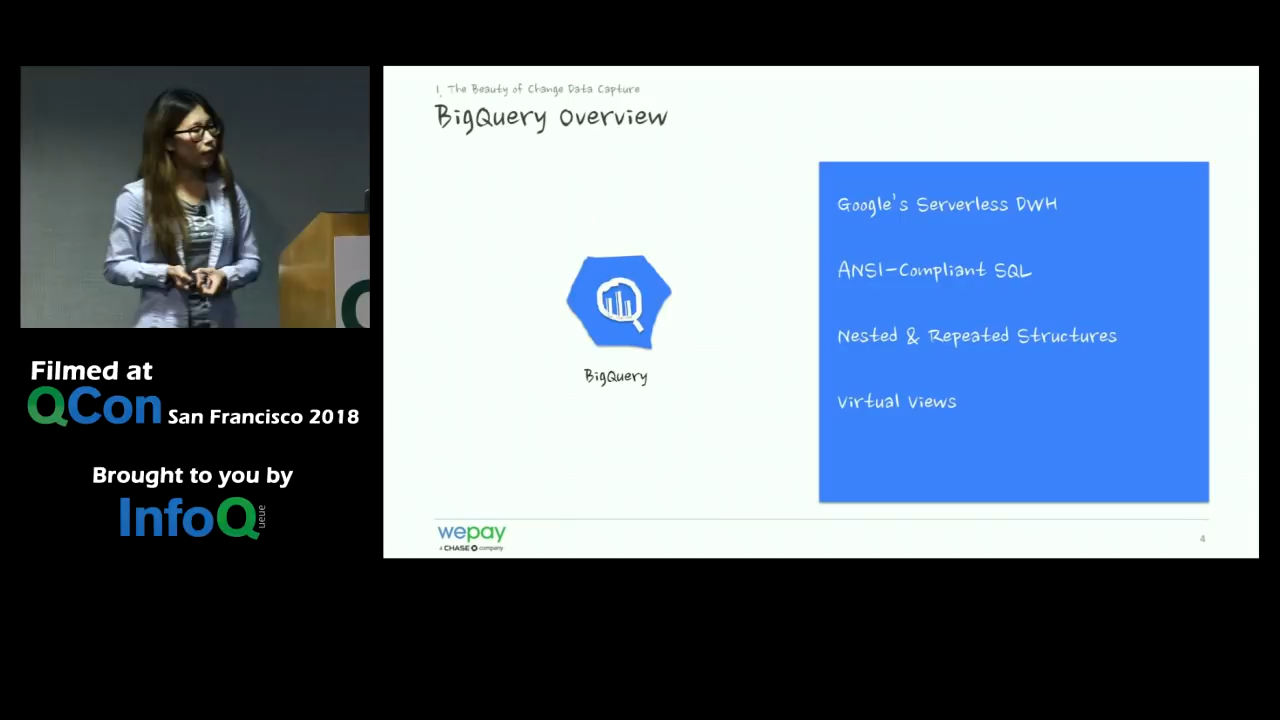 1. The Beauty of Change Data Capture
BigQuery Overview
Google's Serverless DWH
ANSI-Compliant SQL
Nested & Repeated Structures
Virtual Views
BigQuery
wepay
a CHASE company
4
Filmed at
QCon San Francisco 2018
Brought to you by
InfoQueue